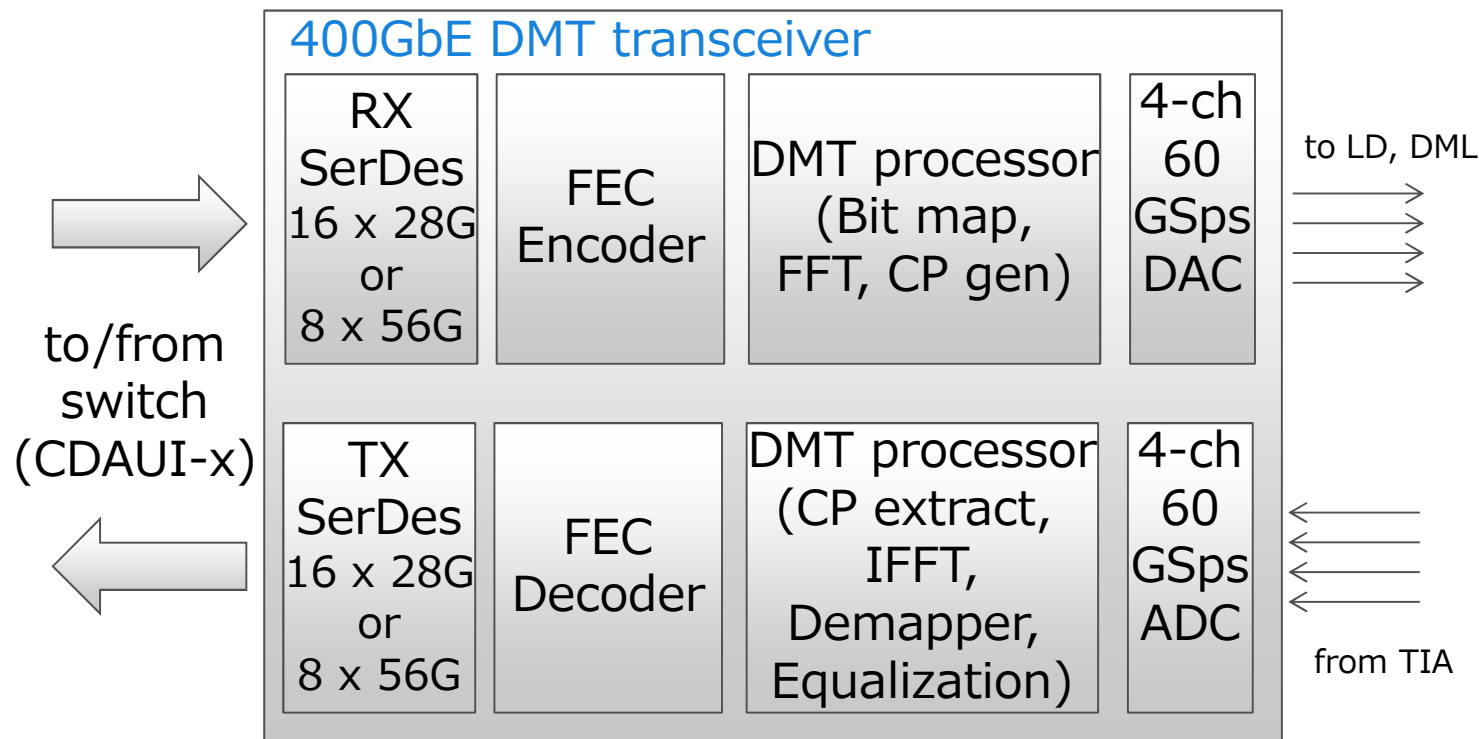 400GbE DMT transceiver
RX
SerDes
16 x 28G
or
8 x 56G
FEC
Encoder
DMT processor
(Bit map,
FFT, CP gen)
4-ch
60
GSps
DAC
to LD, DML
to/from
switch
(CDAUI-x)
TX
SerDes
16 x 28G
or
8 x 56G
FEC
Decoder
DMT processor
(CP extract,
IFFT,
Demapper,
Equalization)
4-ch
60
GSps
ADC
from TIA